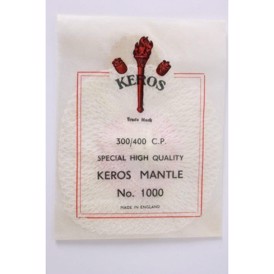 KEROS
Trade Mark
300/400 C.P.
SPECIAL HIGH QUALITY
KEROS MANTLE
No. 1000
MADE IN ENGLAND